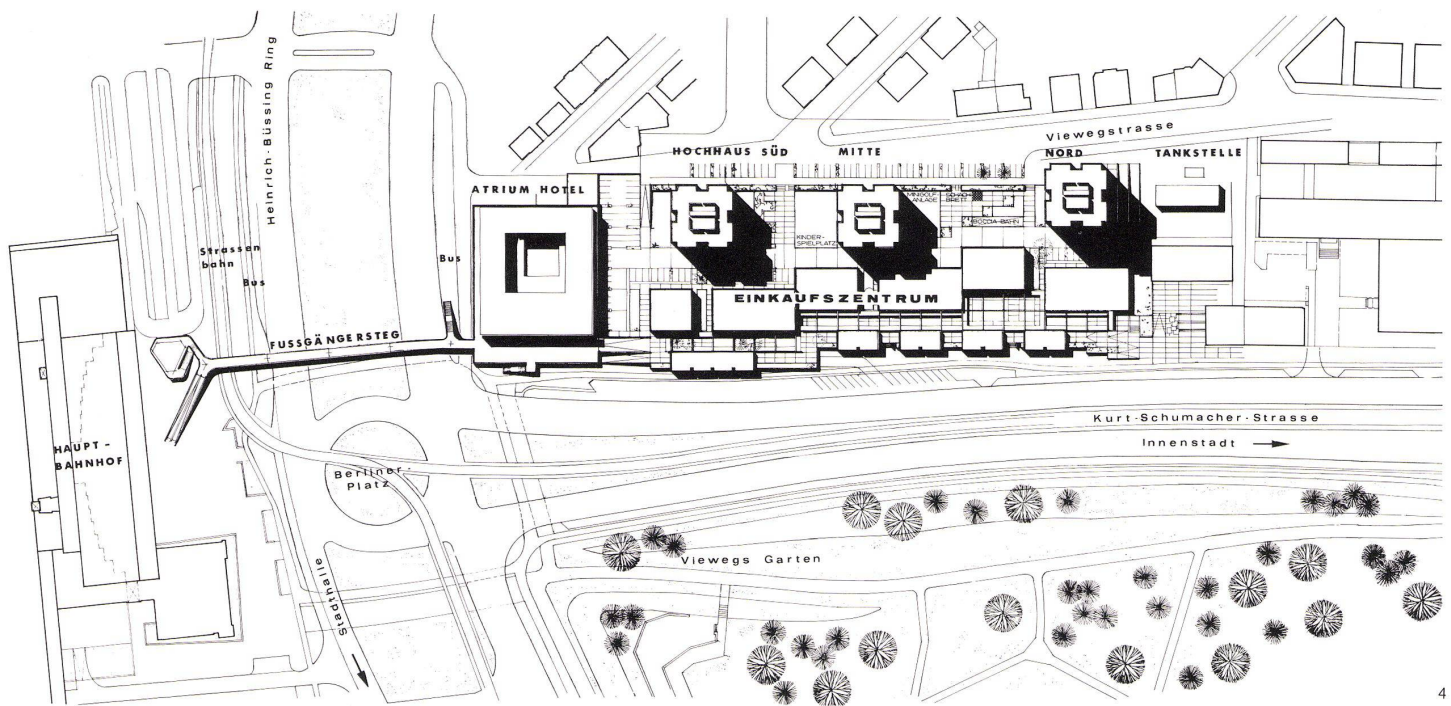 Heinrich-Büssing Ring
Viewegstrasse
HOCHHAUS SÜD
MITTE
NORD
TANKSTELLE
ATRIUM HOTEL
MINIGOLF-
ANLAGE
SCHACH
BRETT
BOCCIA-BAHN
KINDER-
SPIELPLATZ
Strassen
bahn
Bus
Bus
EINKAUFSZENTRUM
FUSSGÄNGERSTEG
Kurt-Schumacher-Strasse
Innenstadt
HAUPT-
BAHNHOF
Berliner-
Platz
Viewegs Garten
Stadthalle
4